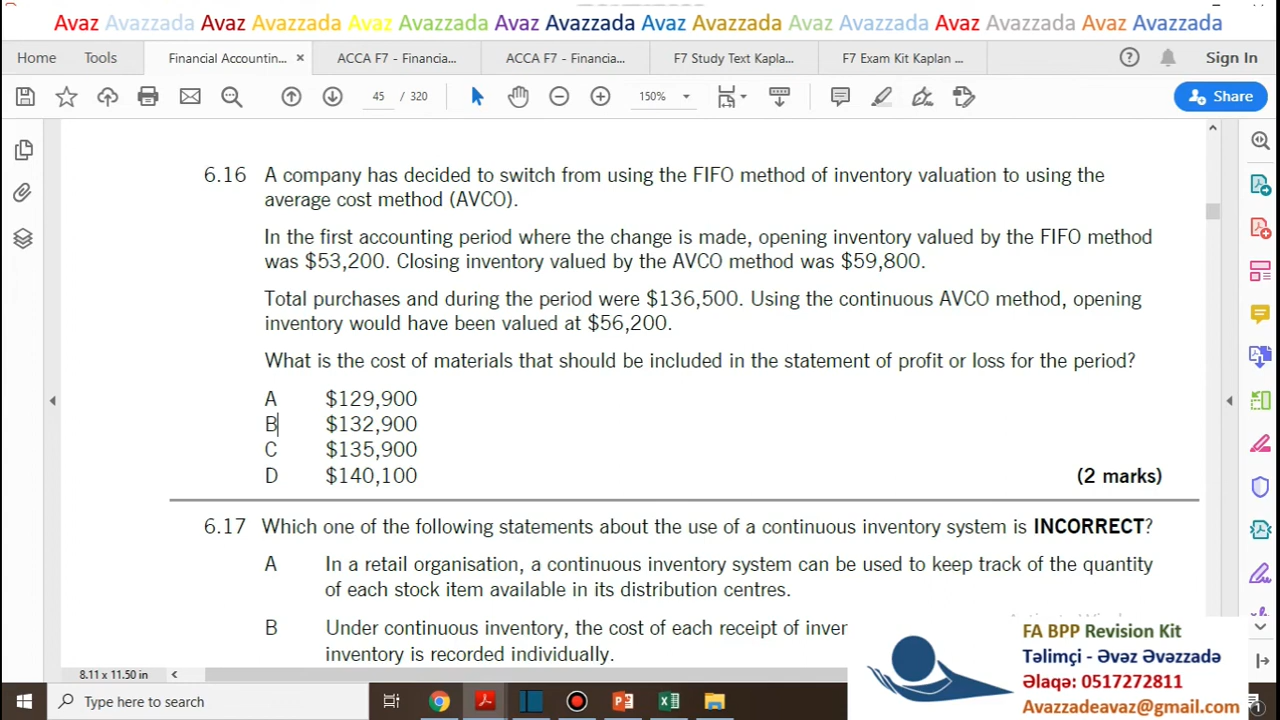 Avaz Avazzada Avaz Avazzada Avaz Avazzada Avaz Avazzada Avaz Avazzada Avaz Avazzada Avaz Avazzada Avaz Avazzada
Home Tools Financial Accountin... × ACCA F7 - Financia... ACCA F7 - Financia... F7 Study Text Kapla... F7 Exam Kit Kaplan ... Sign In
45 / 320 150% Share
6.16 A company has decided to switch from using the FIFO method of inventory valuation to using the
average cost method (AVCO).
In the first accounting period where the change is made, opening inventory valued by the FIFO method
was $53,200. Closing inventory valued by the AVCO method was $59,800.
Total purchases and during the period were $136,500. Using the continuous AVCO method, opening
inventory would have been valued at $56,200.
What is the cost of materials that should be included in the statement of profit or loss for the period?
A $129,900
B $132,900
C $135,900
D $140,100 (2 marks)
6.17 Which one of the following statements about the use of a continuous inventory system is INCORRECT?
A In a retail organisation, a continuous inventory system can be used to keep track of the quantity
of each stock item available in its distribution centres.
B Under continuous inventory, the cost of each receipt of inver
inventory is recorded individually.
FA BPP Revision Kit
Təlimçi - Əvəz Əvəzzadə
Əlaqə: 0517272811
Avazzadeavaz@gmail.com
8.11 x 11.50 in
Type here to search
1